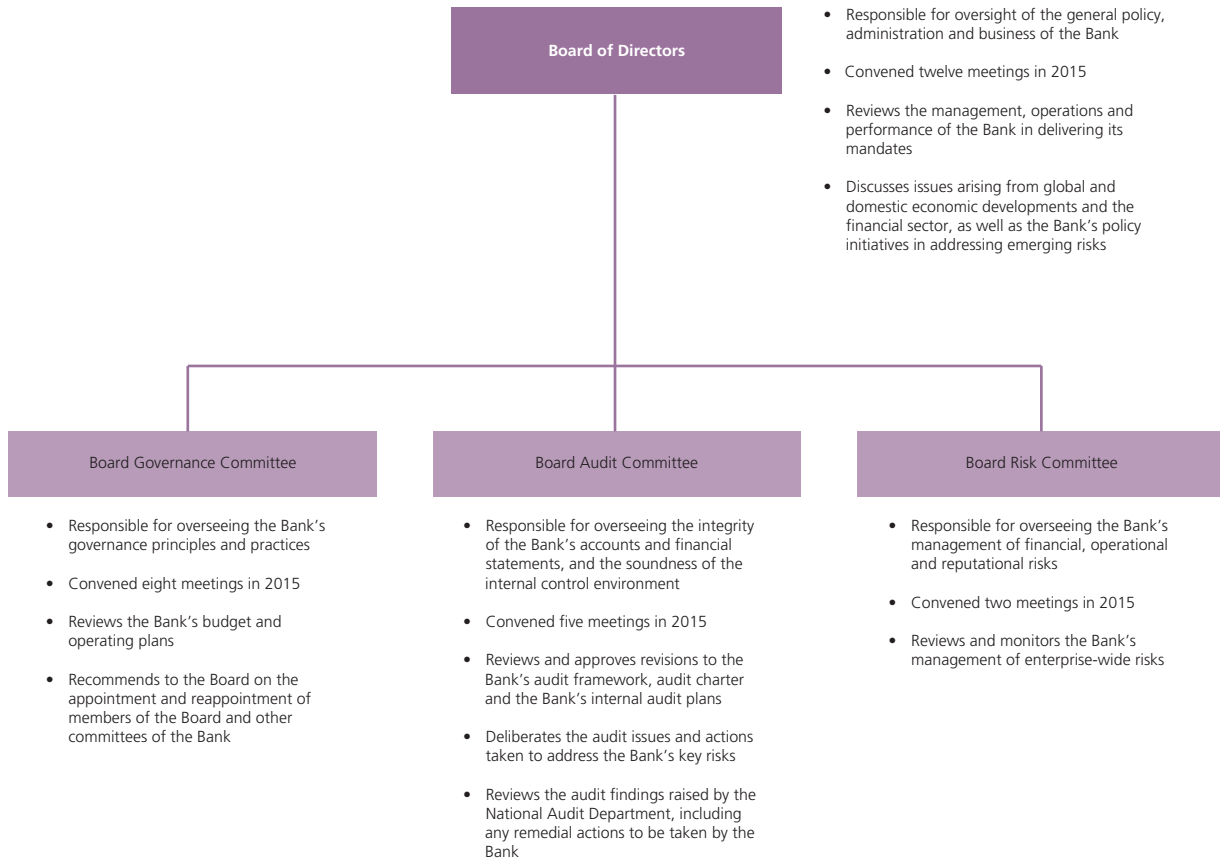 Board of Directors
• Responsible for oversight of the general policy,
administration and business of the Bank
• Convened twelve meetings in 2015
• Reviews the management, operations and
performance of the Bank in delivering its
mandates
• Discusses issues arising from global and
domestic economic developments and the
financial sector, as well as the Bank’s policy
initiatives in addressing emerging risks
Board Governance Committee
• Responsible for overseeing the Bank’s
governance principles and practices
• Convened eight meetings in 2015
• Reviews the Bank’s budget and
operating plans
• Recommends to the Board on the
appointment and reappointment of
members of the Board and other
committees of the Bank
Board Audit Committee
• Responsible for overseeing the integrity
of the Bank’s accounts and financial
statements, and the soundness of the
internal control environment
• Convened five meetings in 2015
• Reviews and approves revisions to the
Bank’s audit framework, audit charter
and the Bank’s internal audit plans
• Deliberates the audit issues and actions
taken to address the Bank’s key risks
• Reviews the audit findings raised by the
National Audit Department, including
any remedial actions to be taken by the
Bank
Board Risk Committee
• Responsible for overseeing the Bank’s
management of financial, operational
and reputational risks
• Convened two meetings in 2015
• Reviews and monitors the Bank’s
management of enterprise-wide risks